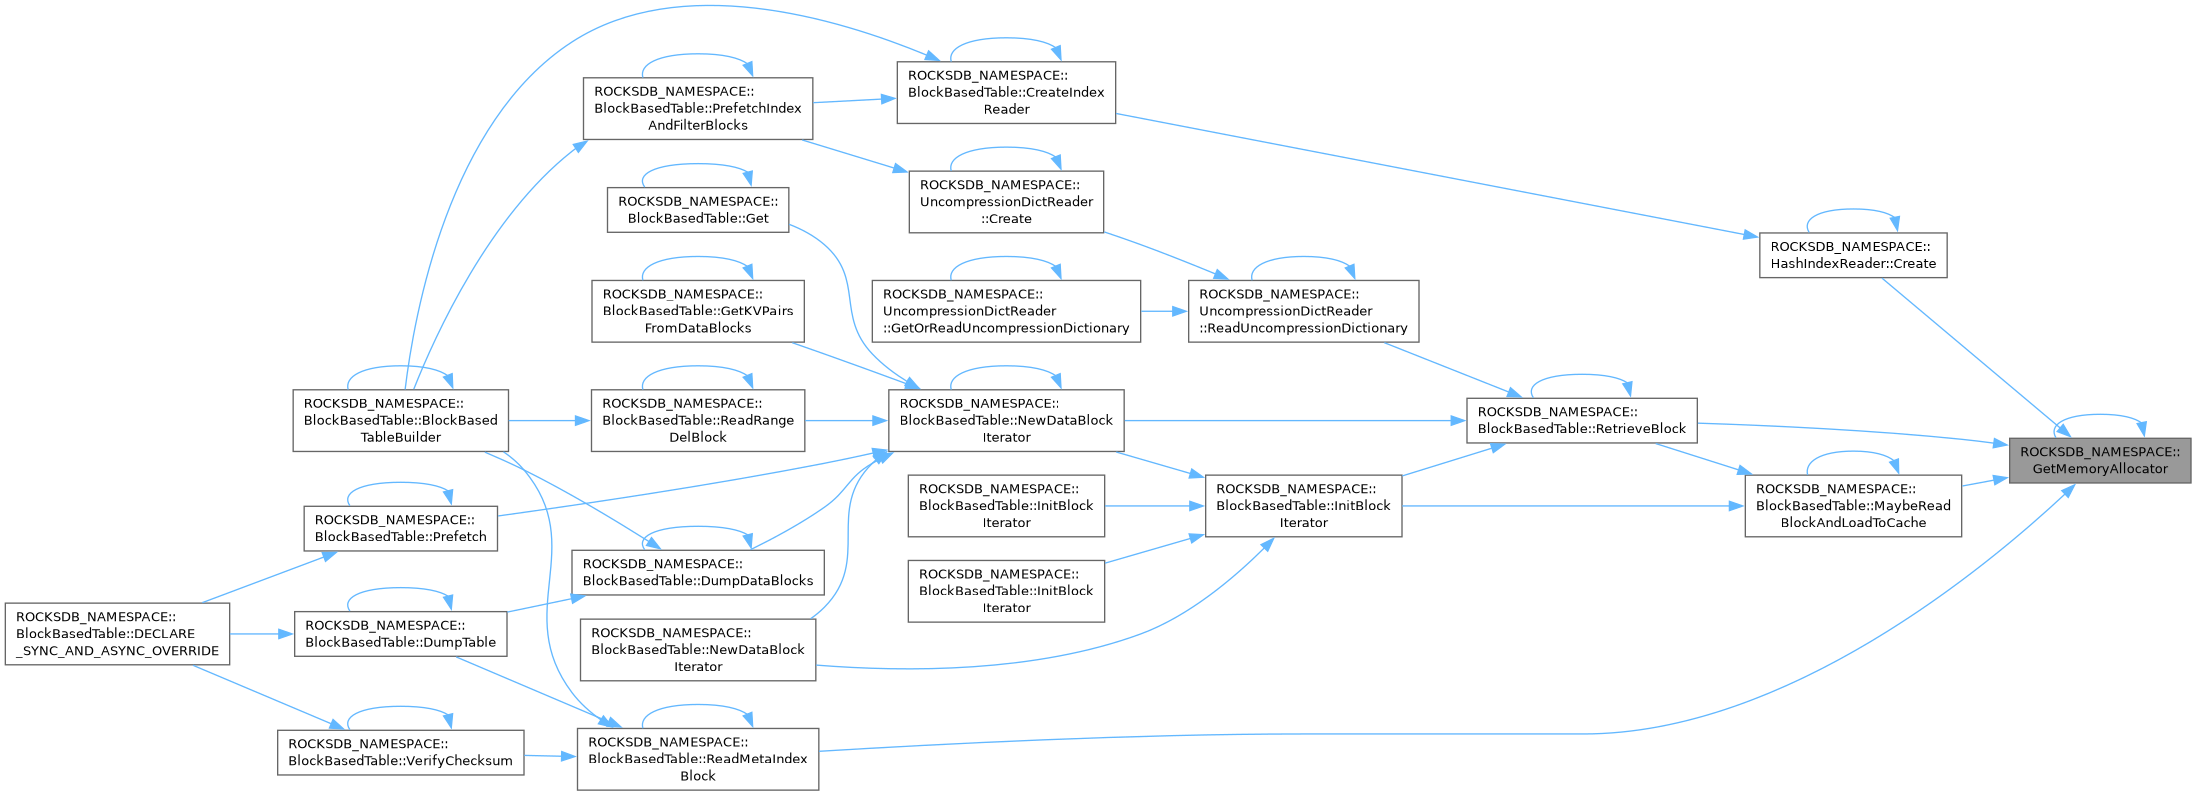 ROCKSDB_NAMESPACE::
BlockBasedTable::CreateIndex
Reader
ROCKSDB_NAMESPACE::
BlockBasedTable::PrefetchIndex
AndFilterBlocks
ROCKSDB_NAMESPACE::
UncompressionDictReader
::Create
ROCKSDB_NAMESPACE::
BlockBasedTable::Get
ROCKSDB_NAMESPACE::
HashIndexReader::Create
ROCKSDB_NAMESPACE::
BlockBasedTable::GetKVPairs
FromDataBlocks
ROCKSDB_NAMESPACE::
UncompressionDictReader
::GetOrReadUncompressionDictionary
ROCKSDB_NAMESPACE::
UncompressionDictReader
::ReadUncompressionDictionary
ROCKSDB_NAMESPACE::
BlockBasedTable::BlockBased
TableBuilder
ROCKSDB_NAMESPACE::
BlockBasedTable::ReadRange
DelBlock
ROCKSDB_NAMESPACE::
BlockBasedTable::NewDataBlock
Iterator
ROCKSDB_NAMESPACE::
BlockBasedTable::RetrieveBlock
ROCKSDB_NAMESPACE::
GetMemoryAllocator
ROCKSDB_NAMESPACE::
BlockBasedTable::InitBlock
Iterator
ROCKSDB_NAMESPACE::
BlockBasedTable::InitBlock
Iterator
ROCKSDB_NAMESPACE::
BlockBasedTable::MaybeRead
BlockAndLoadToCache
ROCKSDB_NAMESPACE::
BlockBasedTable::Prefetch
ROCKSDB_NAMESPACE::
BlockBasedTable::DumpDataBlocks
ROCKSDB_NAMESPACE::
BlockBasedTable::InitBlock
Iterator
ROCKSDB_NAMESPACE::
BlockBasedTable::DECLARE
_SYNC_AND_ASYNC_OVERRIDE
ROCKSDB_NAMESPACE::
BlockBasedTable::DumpTable
ROCKSDB_NAMESPACE::
BlockBasedTable::NewDataBlock
Iterator
ROCKSDB_NAMESPACE::
BlockBasedTable::VerifyChecksum
ROCKSDB_NAMESPACE::
BlockBasedTable::ReadMetaIndex
Block